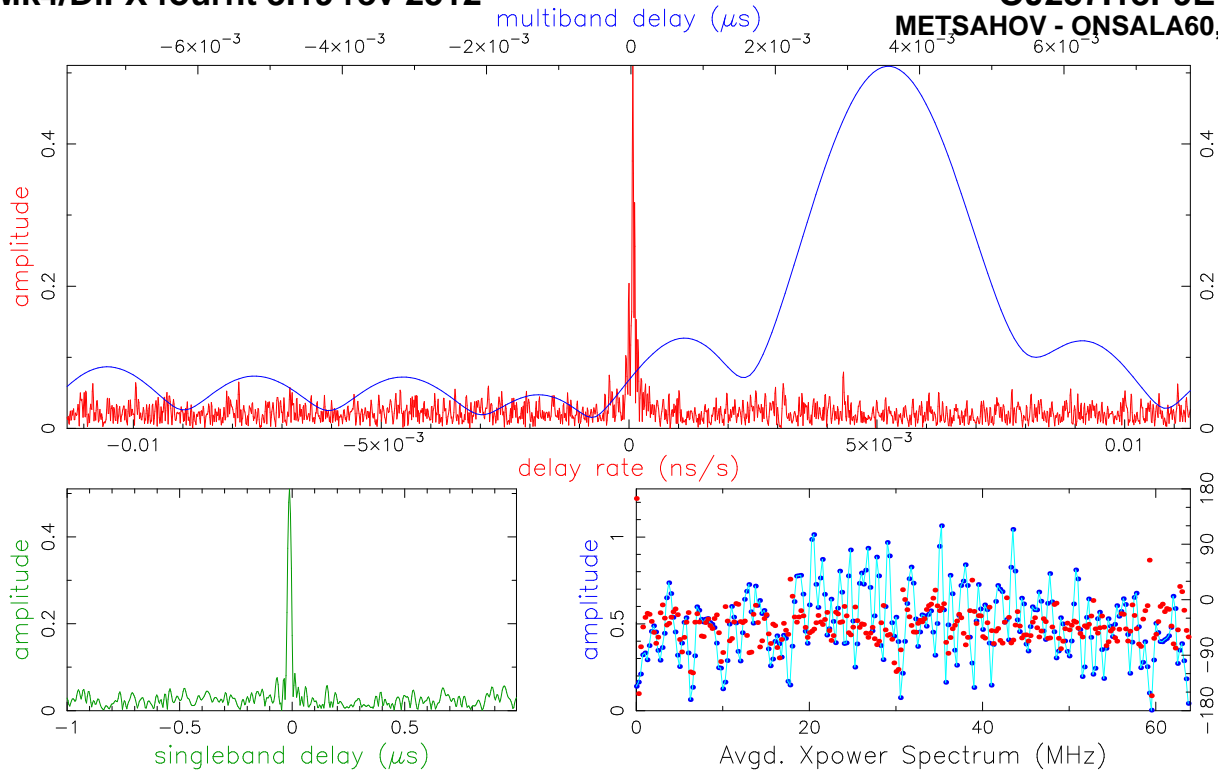 multiband delay (μs)
METSAHOV - ONSALA60,
−6×10⁻³ −4×10⁻³ −2×10⁻³ 0 2×10⁻³ 4×10⁻³ 6×10⁻³
amplitude
0 0.2 0.4
0 0.2 0.4
−0.01 −5×10⁻³ 0 5×10⁻³ 0.01
delay rate (ns/s)
amplitude
0 0.2 0.4
−1 −0.5 0 0.5
singleband delay (μs)
amplitude
0 0.5 1
−180 −90 0 90 180
0 20 40 60
Avgd. Xpower Spectrum (MHz)